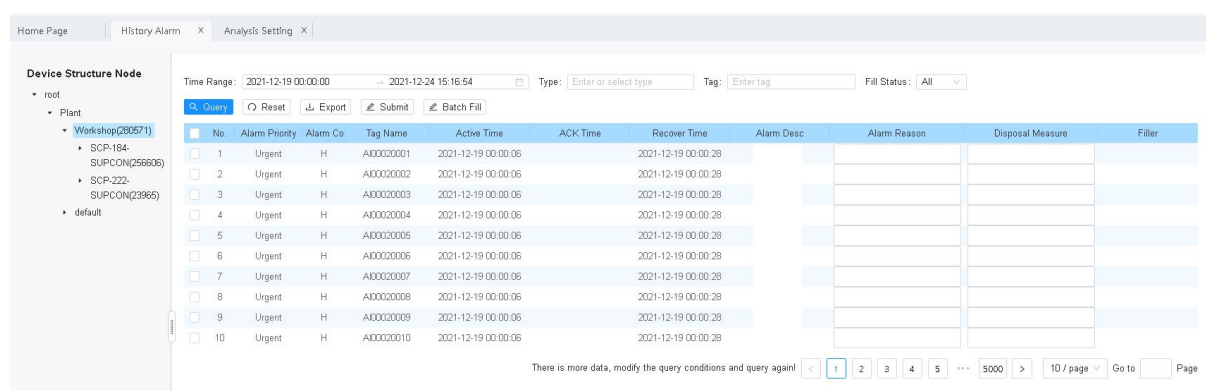 Home Page History Alarm X Analysis Setting X
Device Structure Node
root
Plant
Workshop(280571)
SCP-184-
SUPCON(256606)
SCP-222-
SUPCON(23965)
default
Time Range: 2021-12-19 00:00:00 → 2021-12-24 15:16:54 Type: Enter or select type Tag: Enter tag Fill Status: All
Query Reset Export Submit Batch Fill
No. Alarm Priority Alarm Co Tag Name Active Time ACK Time Recover Time Alarm Desc Alarm Reason Disposal Measure Filler
1 Urgent H AI00020001 2021-12-19 00:00:06 2021-12-19 00:00:28
2 Urgent H AI00020002 2021-12-19 00:00:06 2021-12-19 00:00:28
3 Urgent H AI00020003 2021-12-19 00:00:06 2021-12-19 00:00:28
4 Urgent H AI00020004 2021-12-19 00:00:06 2021-12-19 00:00:28
5 Urgent H AI00020005 2021-12-19 00:00:06 2021-12-19 00:00:28
6 Urgent H AI00020006 2021-12-19 00:00:06 2021-12-19 00:00:28
7 Urgent H AI00020007 2021-12-19 00:00:06 2021-12-19 00:00:28
8 Urgent H AI00020008 2021-12-19 00:00:06 2021-12-19 00:00:28
9 Urgent H AI00020009 2021-12-19 00:00:06 2021-12-19 00:00:28
10 Urgent H AI00020010 2021-12-19 00:00:06 2021-12-19 00:00:28
There is more data, modify the query conditions and query again! < 1 2 3 4 5 ••• 5000 > 10 / page Go to Page